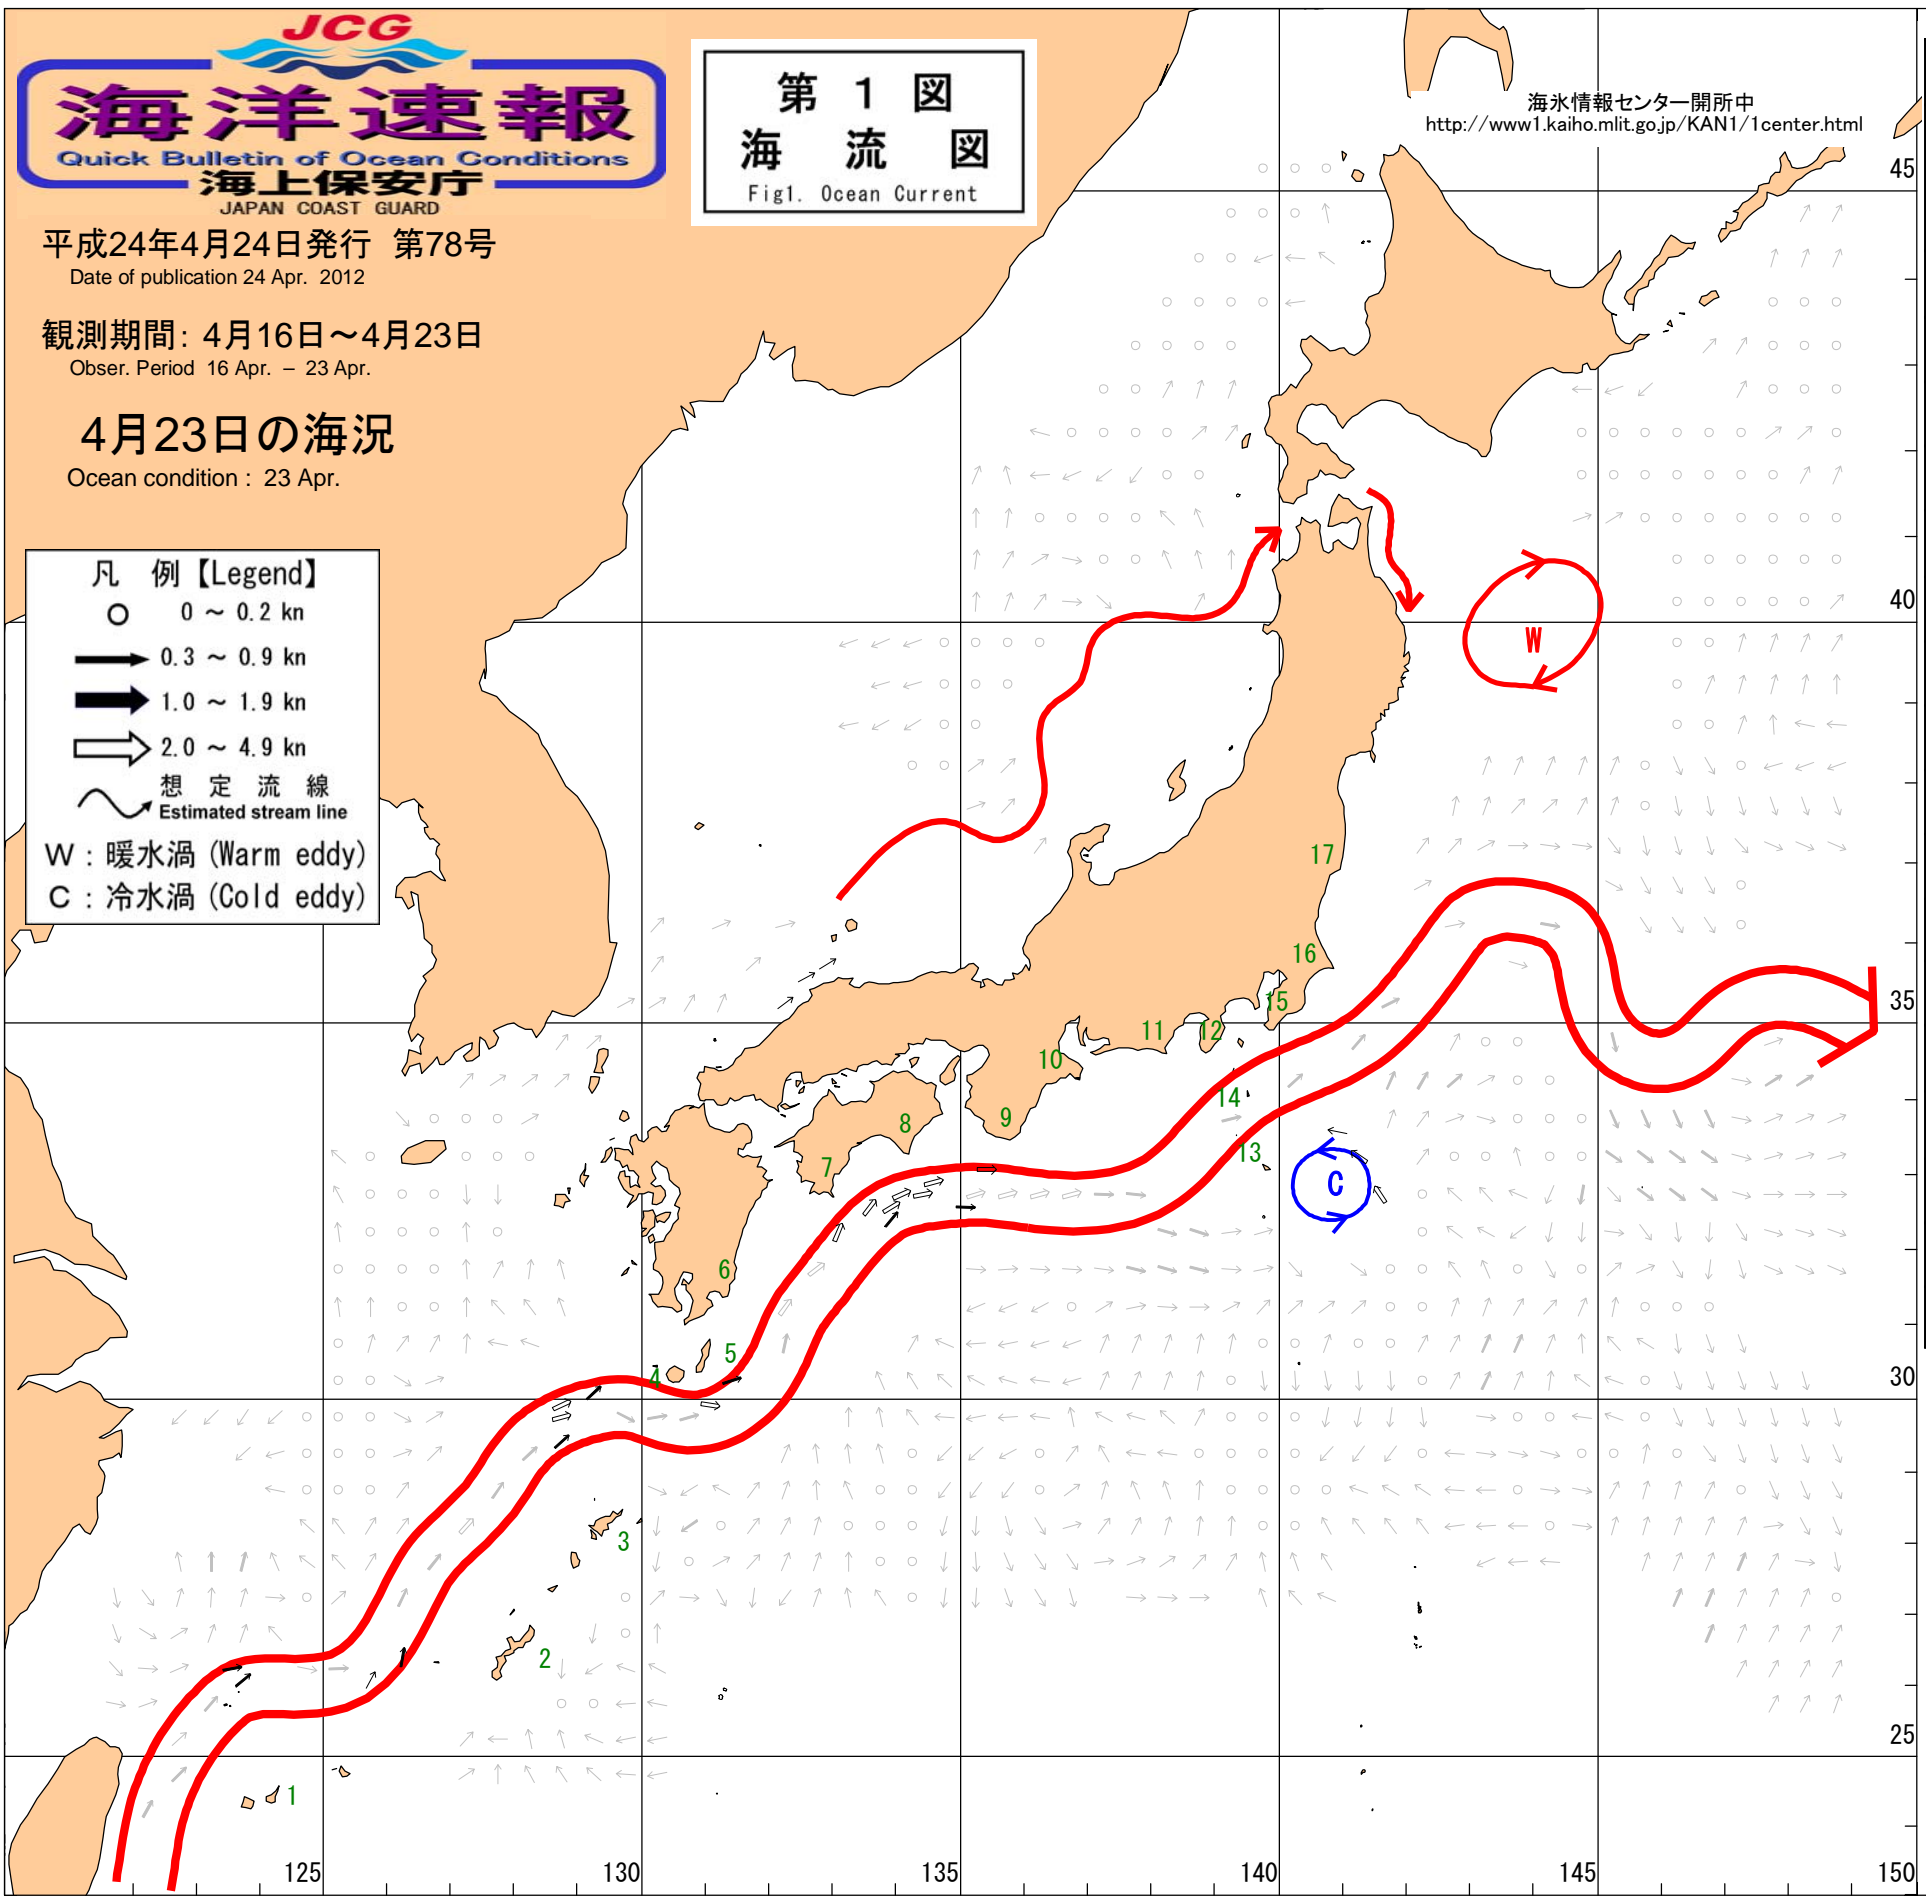 JCG
海洋速報
Quick Bulletin of Ocean Conditions
海上保安庁
JAPAN COAST GUARD
第 1 図
海 流 図
Fig1. Ocean Current
海氷情報センター開所中
http://www1.kaiho.mlit.go.jp/KAN1/1center.html
平成24年4月24日発行 第78号
Date of publication 24 Apr. 2012
観測期間: 4月16日～4月23日
Obser. Period 16 Apr. – 23 Apr.
4月23日の海況
Ocean condition : 23 Apr.
凡 例【Legend】
0 ～ 0.2 kn
0.3 ～ 0.9 kn
1.0 ～ 1.9 kn
2.0 ～ 4.9 kn
想 定 流 線
Estimated stream line
W : 暖水渦 (Warm eddy)
C : 冷水渦 (Cold eddy)
45
40
W
17
16
35
15
12
11
10
14
9
8
13
7
C
6
5
4
30
3
2
25
1
125
130
135
140
145
150